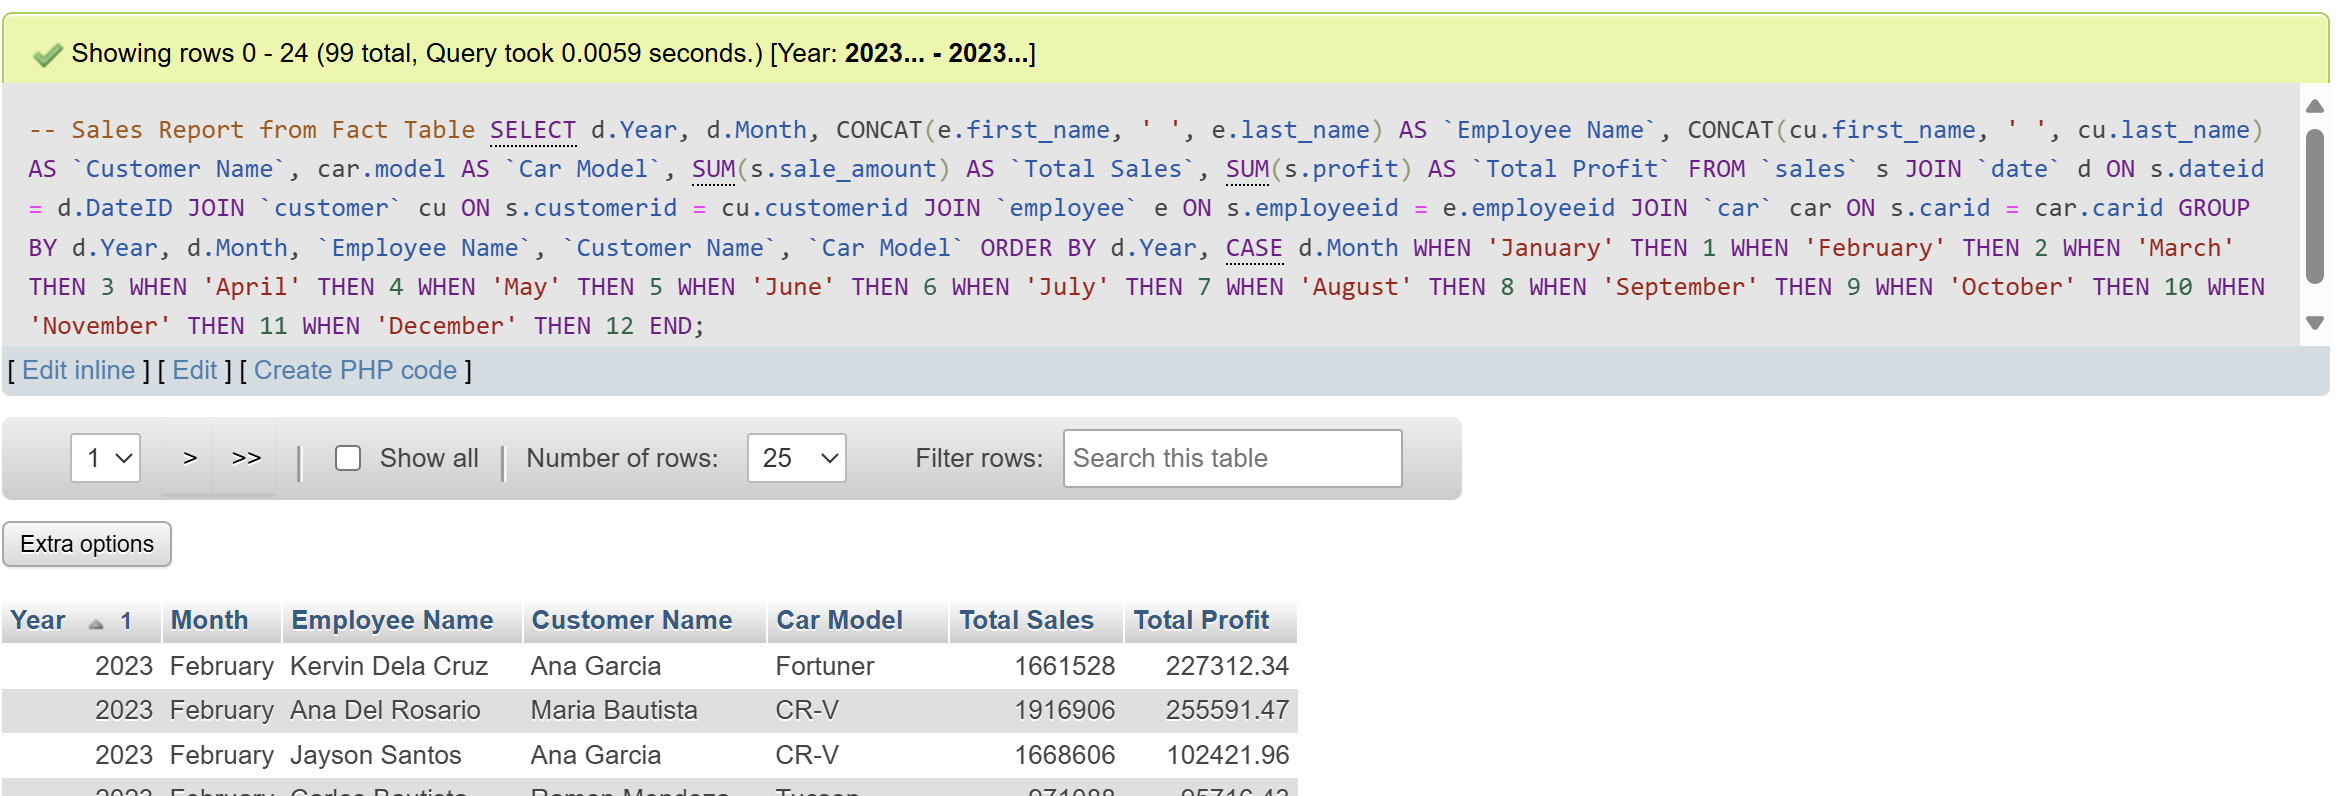 Showing rows 0 - 24 (99 total, Query took 0.0059 seconds.) [Year: 2023... - 2023...]
-- Sales Report from Fact Table SELECT d.Year, d.Month, CONCAT(e.first_name, ' ', e.last_name) AS `Employee Name`, CONCAT(cu.first_name, ' ', cu.last_name)
AS `Customer Name`, car.model AS `Car Model`, SUM(s.sale_amount) AS `Total Sales`, SUM(s.profit) AS `Total Profit` FROM `sales` s JOIN `date` d ON s.dateid
= d.DateID JOIN `customer` cu ON s.customerid = cu.customerid JOIN `employee` e ON s.employeeid = e.employeeid JOIN `car` car ON s.carid = car.carid GROUP
BY d.Year, d.Month, `Employee Name`, `Customer Name`, `Car Model` ORDER BY d.Year, CASE d.Month WHEN 'January' THEN 1 WHEN 'February' THEN 2 WHEN 'March'
THEN 3 WHEN 'April' THEN 4 WHEN 'May' THEN 5 WHEN 'June' THEN 6 WHEN 'July' THEN 7 WHEN 'August' THEN 8 WHEN 'September' THEN 9 WHEN 'October' THEN 10 WHEN
'November' THEN 11 WHEN 'December' THEN 12 END;
[ Edit inline ] [ Edit ] [ Create PHP code ]
1 > >> | Show all | Number of rows: 25 Filter rows: Search this table
Extra options
Year 1 Month Employee Name Customer Name Car Model Total Sales Total Profit
2023 February Kervin Dela Cruz Ana Garcia Fortuner 1661528 227312.34
2023 February Ana Del Rosario Maria Bautista CR-V 1916906 255591.47
2023 February Jayson Santos Ana Garcia CR-V 1668606 102421.96
2023 February Carlos Bautista Ramon Mendoza Tucson